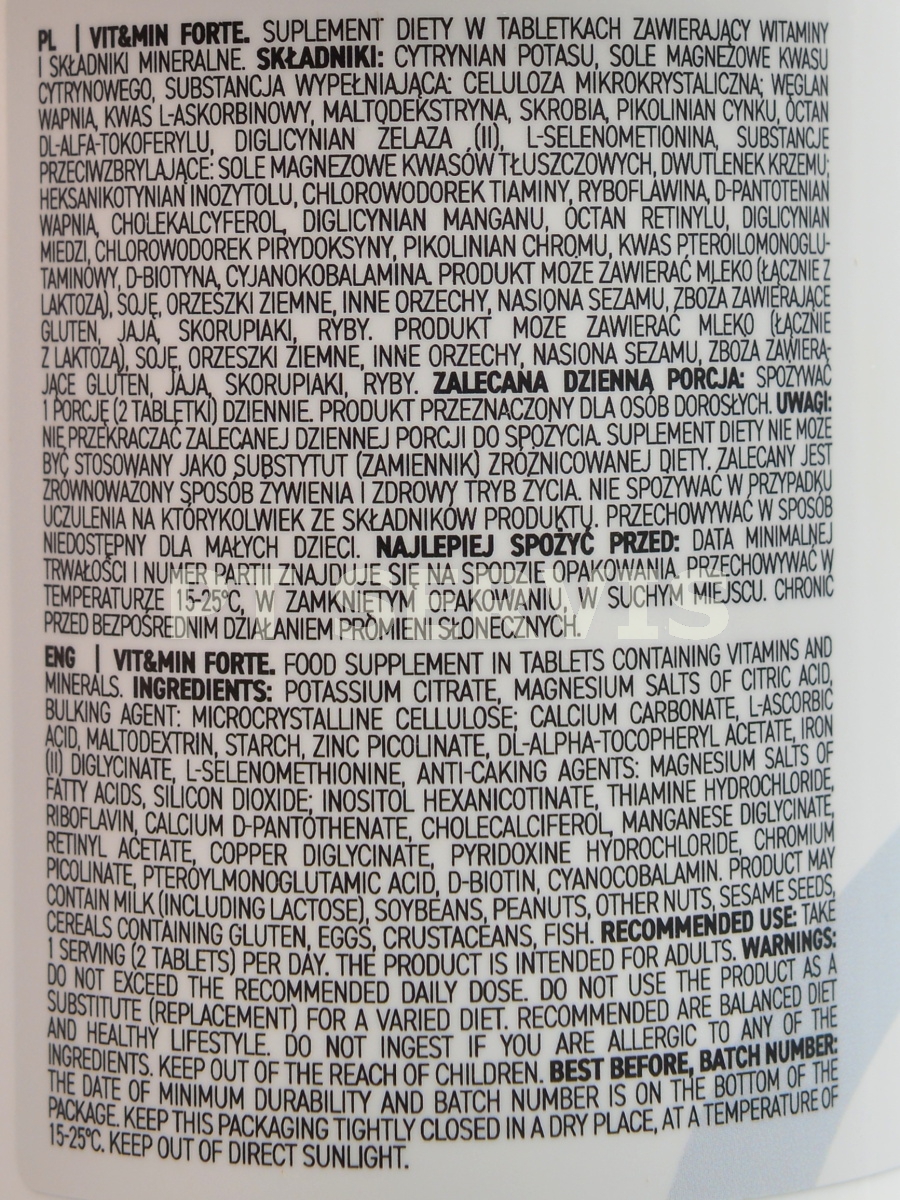 PL | VIT&MIN FORTE. SUPLEMENT DIETY W TABLETKACH ZAWIERAJĄCY WITAMINY
I SKŁADNIKI MINERALNE. SKŁADNIKI: CYTRYNIAN POTASU, SOLE MAGNEZOWE KWASU
CYTRYNOWEGO, SUBSTANCJA WYPEŁNIAJĄCA: CELULOZA MIKROKRYSTALICZNA; WĘGLAN
WAPNIA, KWAS L-ASKORBINOWY, MALTODEKSTRYNA, SKROBIA, PIKOLINIAN CYNKU, OCTAN
DL-ALFA-TOKOFERYLU, DIGLICYNIAN ŻELAZA (II), L-SELENOMETIONINA, SUBSTANCJE
PRZECIWZBRYLAJĄCE: SOLE MAGNEZOWE KWASÓW TŁUSZCZOWYCH, DWUTLENEK KRZEMU;
HEKSANIKOTYNIAN INOZYTOLU, CHLOROWODOREK TIAMINY, RYBOFLAWINA, D-PANTOTENIAN
WAPNIA, CHOLEKALCYFEROL, DIGLICYNIAN MANGANU, OCTAN RETINYLU, DIGLICYNIAN
MIEDZI, CHLOROWODOREK PIRYDOKSYNY, PIKOLINIAN CHROMU, KWAS PTEROILOMONOGLU-
TAMINOWY, D-BIOTYNA, CYJANOKOBALAMINA. PRODUKT MOŻE ZAWIERAĆ MLEKO (ŁĄCZNIE Z
LAKTOZĄ), SOJĘ, ORZESZKI ZIEMNE, INNE ORZECHY, NASIONA SEZAMU, ZBOŻA ZAWIERAJĄCE
GLUTEN, JAJA, SKORUPIAKI, RYBY. PRODUKT MOŻE ZAWIERAĆ MLEKO (ŁĄCZNIE
Z LAKTOZĄ), SOJĘ, ORZESZKI ZIEMNE, INNE ORZECHY, NASIONA SEZAMU, ZBOŻA ZAWIERA-
JĄCE GLUTEN, JAJA, SKORUPIAKI, RYBY. ZALECANA DZIENNA PORCJA: SPOŻYWAĆ
1 PORCJĘ (2 TABLETKI) DZIENNIE. PRODUKT PRZEZNACZONY DLA OSÓB DOROSŁYCH. UWAGI:
NIE PRZEKRACZAĆ ZALECANEJ DZIENNEJ PORCJI DO SPOŻYCIA. SUPLEMENT DIETY NIE MOŻE
BYĆ STOSOWANY JAKO SUBSTYTUT (ZAMIENNIK) ZRÓŻNICOWANEJ DIETY. ZALECANY JEST
ZRÓWNOWAŻONY SPOSÓB ŻYWIENIA I ZDROWY TRYB ŻYCIA. NIE SPOŻYWAĆ W PRZYPADKU
UCZULENIA NA KTÓRYKOLWIEK ZE SKŁADNIKÓW PRODUKTU. PRZECHOWYWAĆ W SPOSÓB
NIEDOSTĘPNY DLA MAŁYCH DZIECI. NAJLEPIEJ SPOŻYĆ PRZED: DATA MINIMALNEJ
TRWAŁOŚCI I NUMER PARTII ZNAJDUJE SIĘ NA SPODZIE OPAKOWANIA. PRZECHOWYWAĆ W
TEMPERATURZE 15-25°C, W ZAMKNIĘTYM OPAKOWANIU, W SUCHYM MIEJSCU. CHRONIĆ
PRZED BEZPOŚREDNIM DZIAŁANIEM PROMIENI SŁONECZNYCH.
ENG | VIT&MIN FORTE. FOOD SUPPLEMENT IN TABLETS CONTAINING VITAMINS AND
MINERALS. INGREDIENTS: POTASSIUM CITRATE, MAGNESIUM SALTS OF CITRIC ACID,
BULKING AGENT: MICROCRYSTALLINE CELLULOSE; CALCIUM CARBONATE, L-ASCORBIC
ACID, MALTODEXTRIN, STARCH, ZINC PICOLINATE, DL-ALPHA-TOCOPHERYL ACETATE, IRON
(II) DIGLYCINATE, L-SELENOMETHIONINE, ANTI-CAKING AGENTS: MAGNESIUM SALTS OF
FATTY ACIDS, SILICON DIOXIDE; INOSITOL HEXANICOTINATE, THIAMINE HYDROCHLORIDE,
RIBOFLAVIN, CALCIUM D-PANTOTHENATE, CHOLECALCIFEROL, MANGANESE DIGLYCINATE,
RETINYL ACETATE, COPPER DIGLYCINATE, PYRIDOXINE HYDROCHLORIDE, CHROMIUM
PICOLINATE, PTEROYLMONOGLUTAMIC ACID, D-BIOTIN, CYANOCOBALAMIN. PRODUCT MAY
CONTAIN MILK (INCLUDING LACTOSE), SOYBEANS, PEANUTS, OTHER NUTS, SESAME SEEDS,
CEREALS CONTAINING GLUTEN, EGGS, CRUSTACEANS, FISH. RECOMMENDED USE: TAKE
1 SERVING (2 TABLETS) PER DAY. THE PRODUCT IS INTENDED FOR ADULTS. WARNINGS:
DO NOT EXCEED THE RECOMMENDED DAILY DOSE. DO NOT USE THE PRODUCT AS A
SUBSTITUTE (REPLACEMENT) FOR A VARIED DIET. RECOMMENDED ARE BALANCED DIET
AND HEALTHY LIFESTYLE. DO NOT INGEST IF YOU ARE ALLERGIC TO ANY OF THE
INGREDIENTS. KEEP OUT OF THE REACH OF CHILDREN. BEST BEFORE, BATCH NUMBER:
THE DATE OF MINIMUM DURABILITY AND BATCH NUMBER IS ON THE BOTTOM OF THE
PACKAGE. KEEP THIS PACKAGING TIGHTLY CLOSED IN A DRY PLACE, AT A TEMPERATURE OF
15-25°C. KEEP OUT OF DIRECT SUNLIGHT.